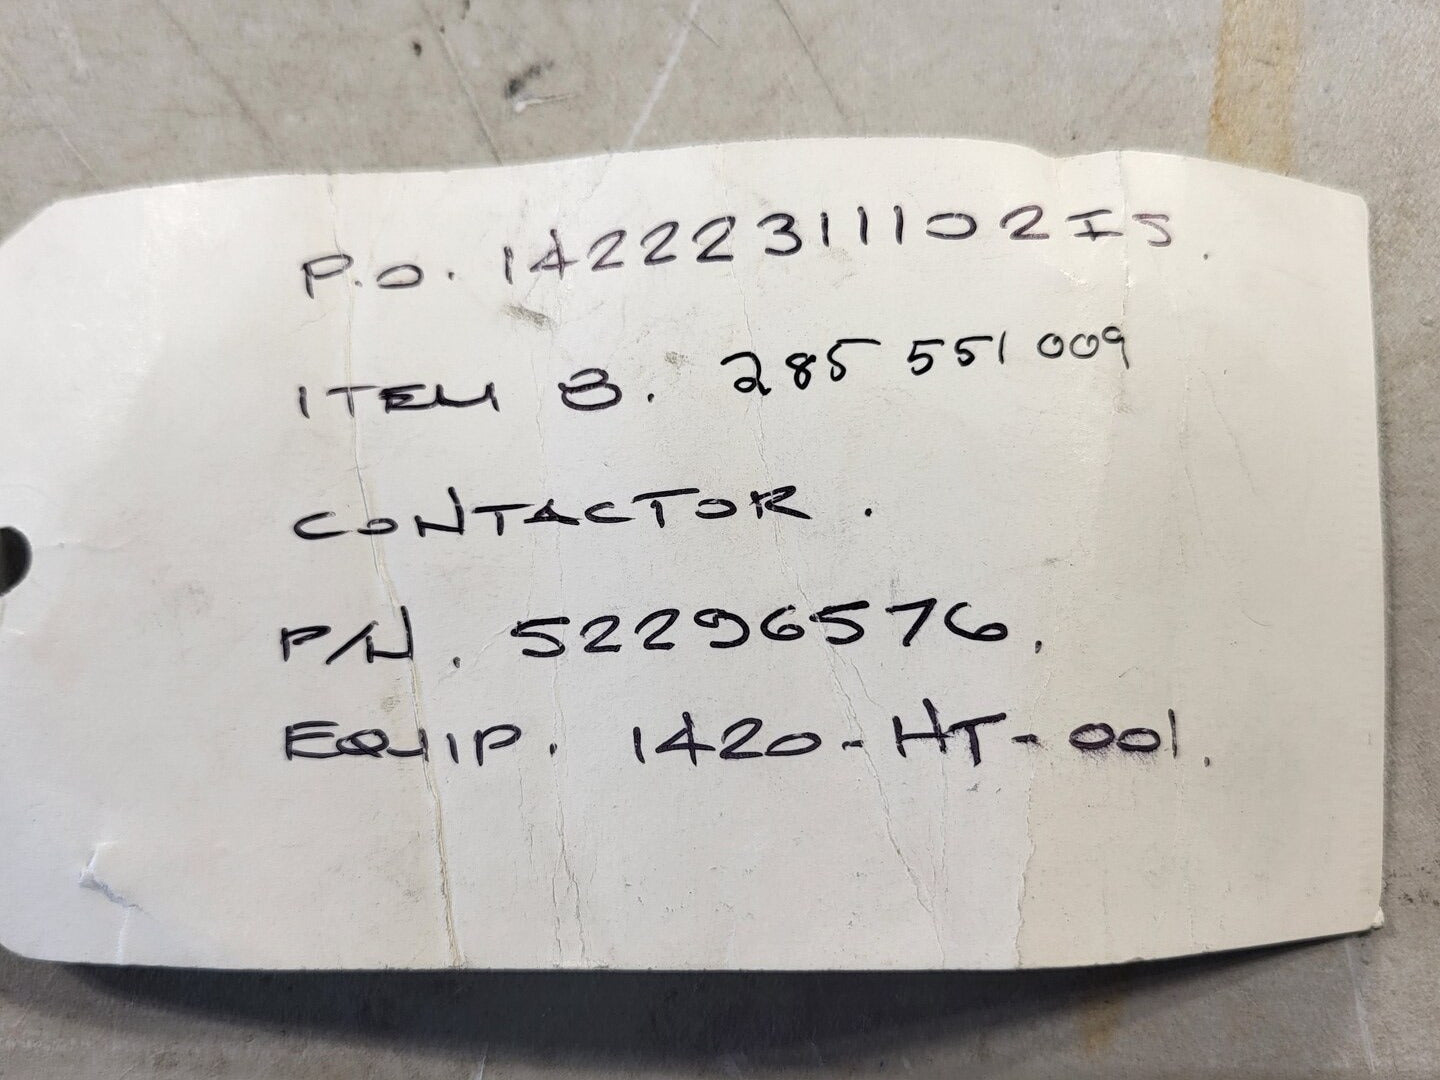 P.O. 14222311102IS.
ITEM 8. 285 551 009
CONTACTOR.
P/N. 52296576.
EQUIP. 1420-HT-001.